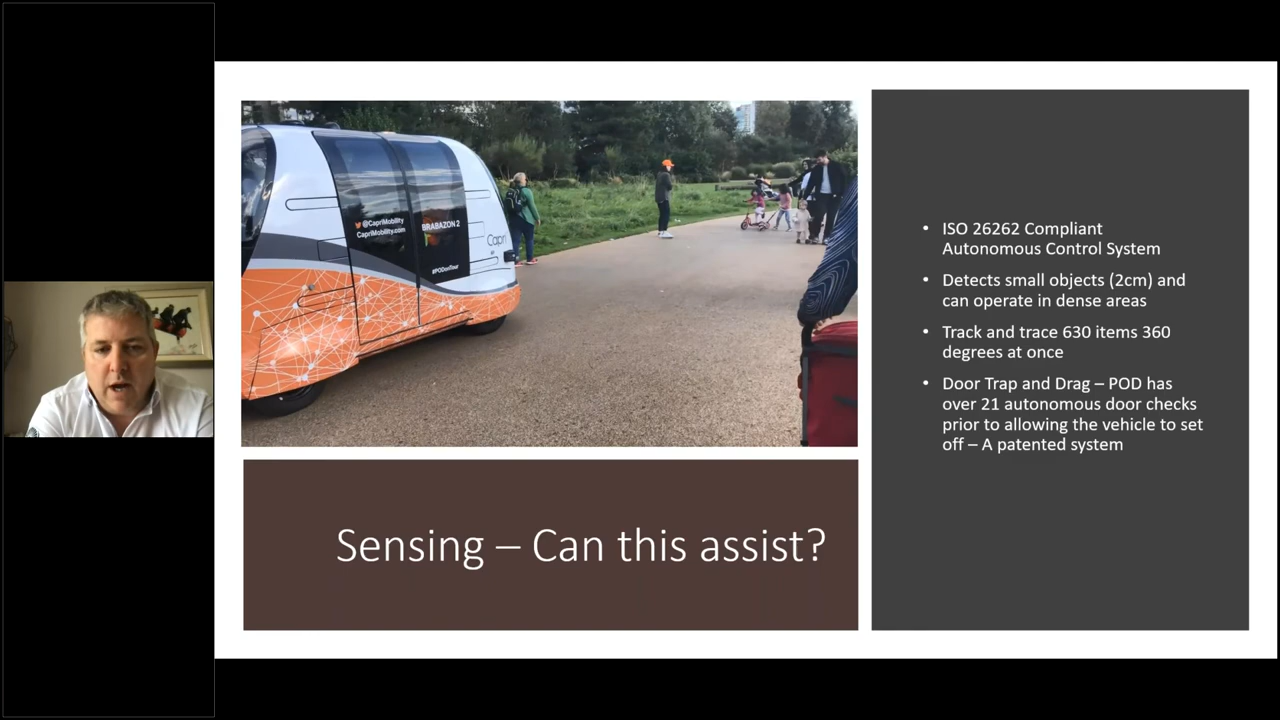 @CapriMobility
CapriMobility.com
BRABAZON 2
#PODonTour
Capri
Sensing – Can this assist?
• ISO 26262 Compliant
Autonomous Control System
• Detects small objects (2cm) and
can operate in dense areas
• Track and trace 630 items 360
degrees at once
• Door Trap and Drag – POD has
over 21 autonomous door checks
prior to allowing the vehicle to set
off – A patented system